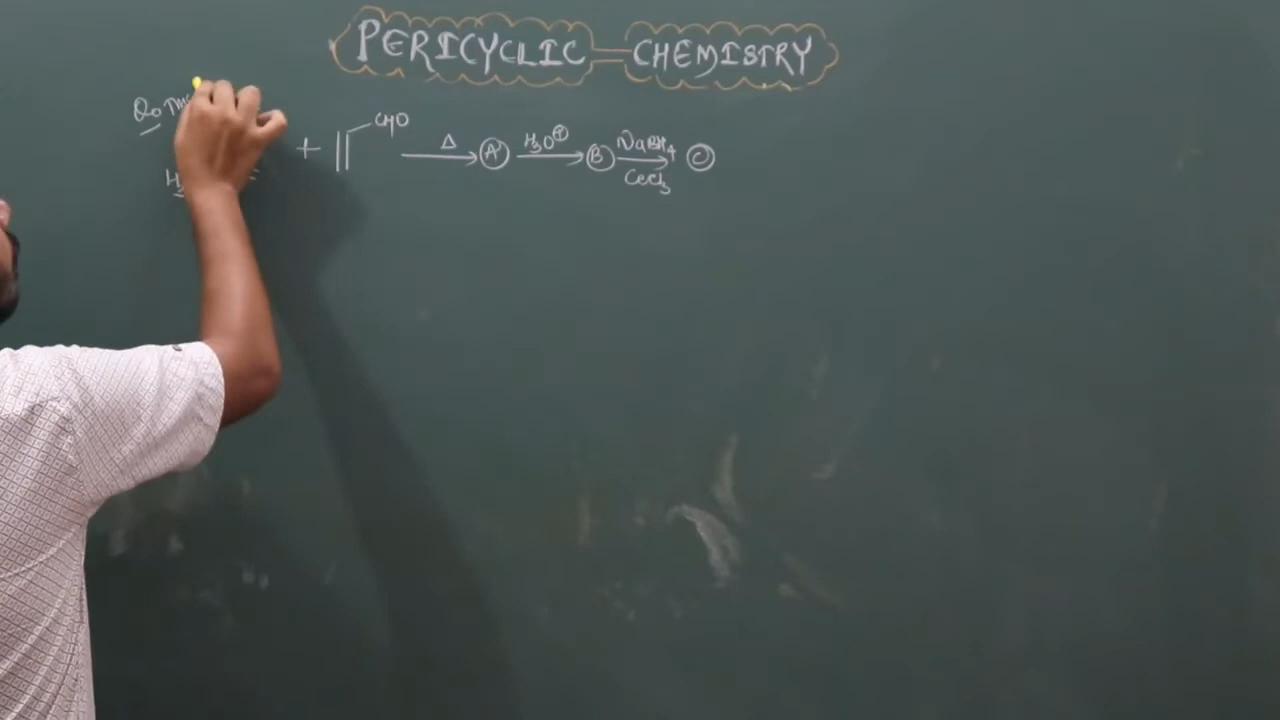 PERICYCLIC CHEMISTRY
Q.
+ || CHO Δ A H₃O⊕ B NaBH₄ C
CeCl₃